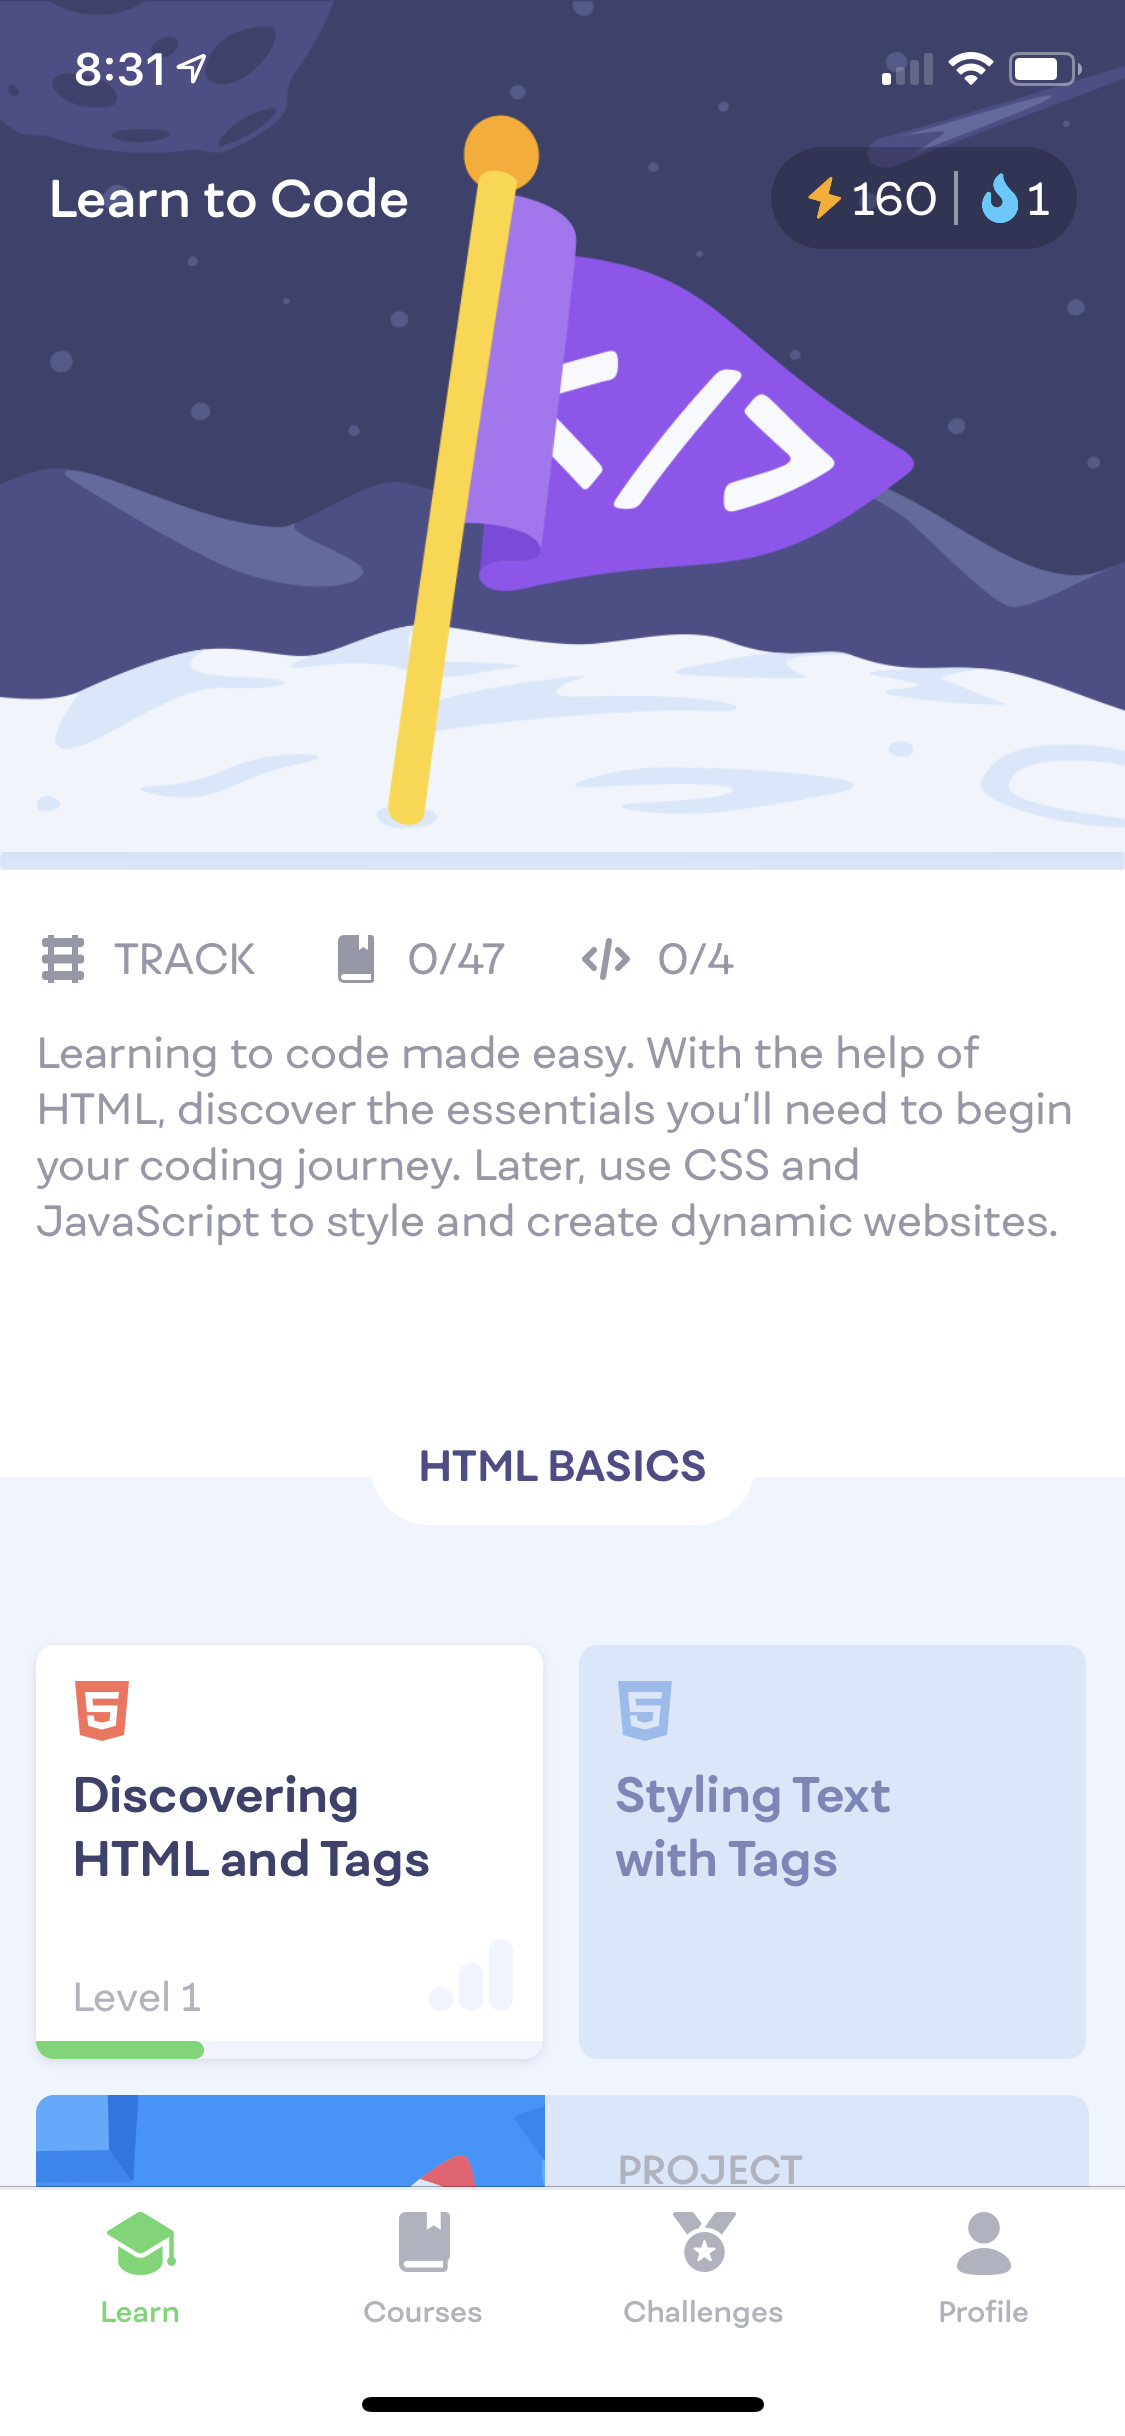 8:31
Learn to Code
160 | 1
</>
TRACK 0/47 </> 0/4
Learning to code made easy. With the help of
HTML, discover the essentials you’ll need to begin
your coding journey. Later, use CSS and
JavaScript to style and create dynamic websites.
HTML BASICS
Discovering
HTML and Tags
Level 1
Styling Text
with Tags
PROJECT
Learn
Courses
Challenges
Profile